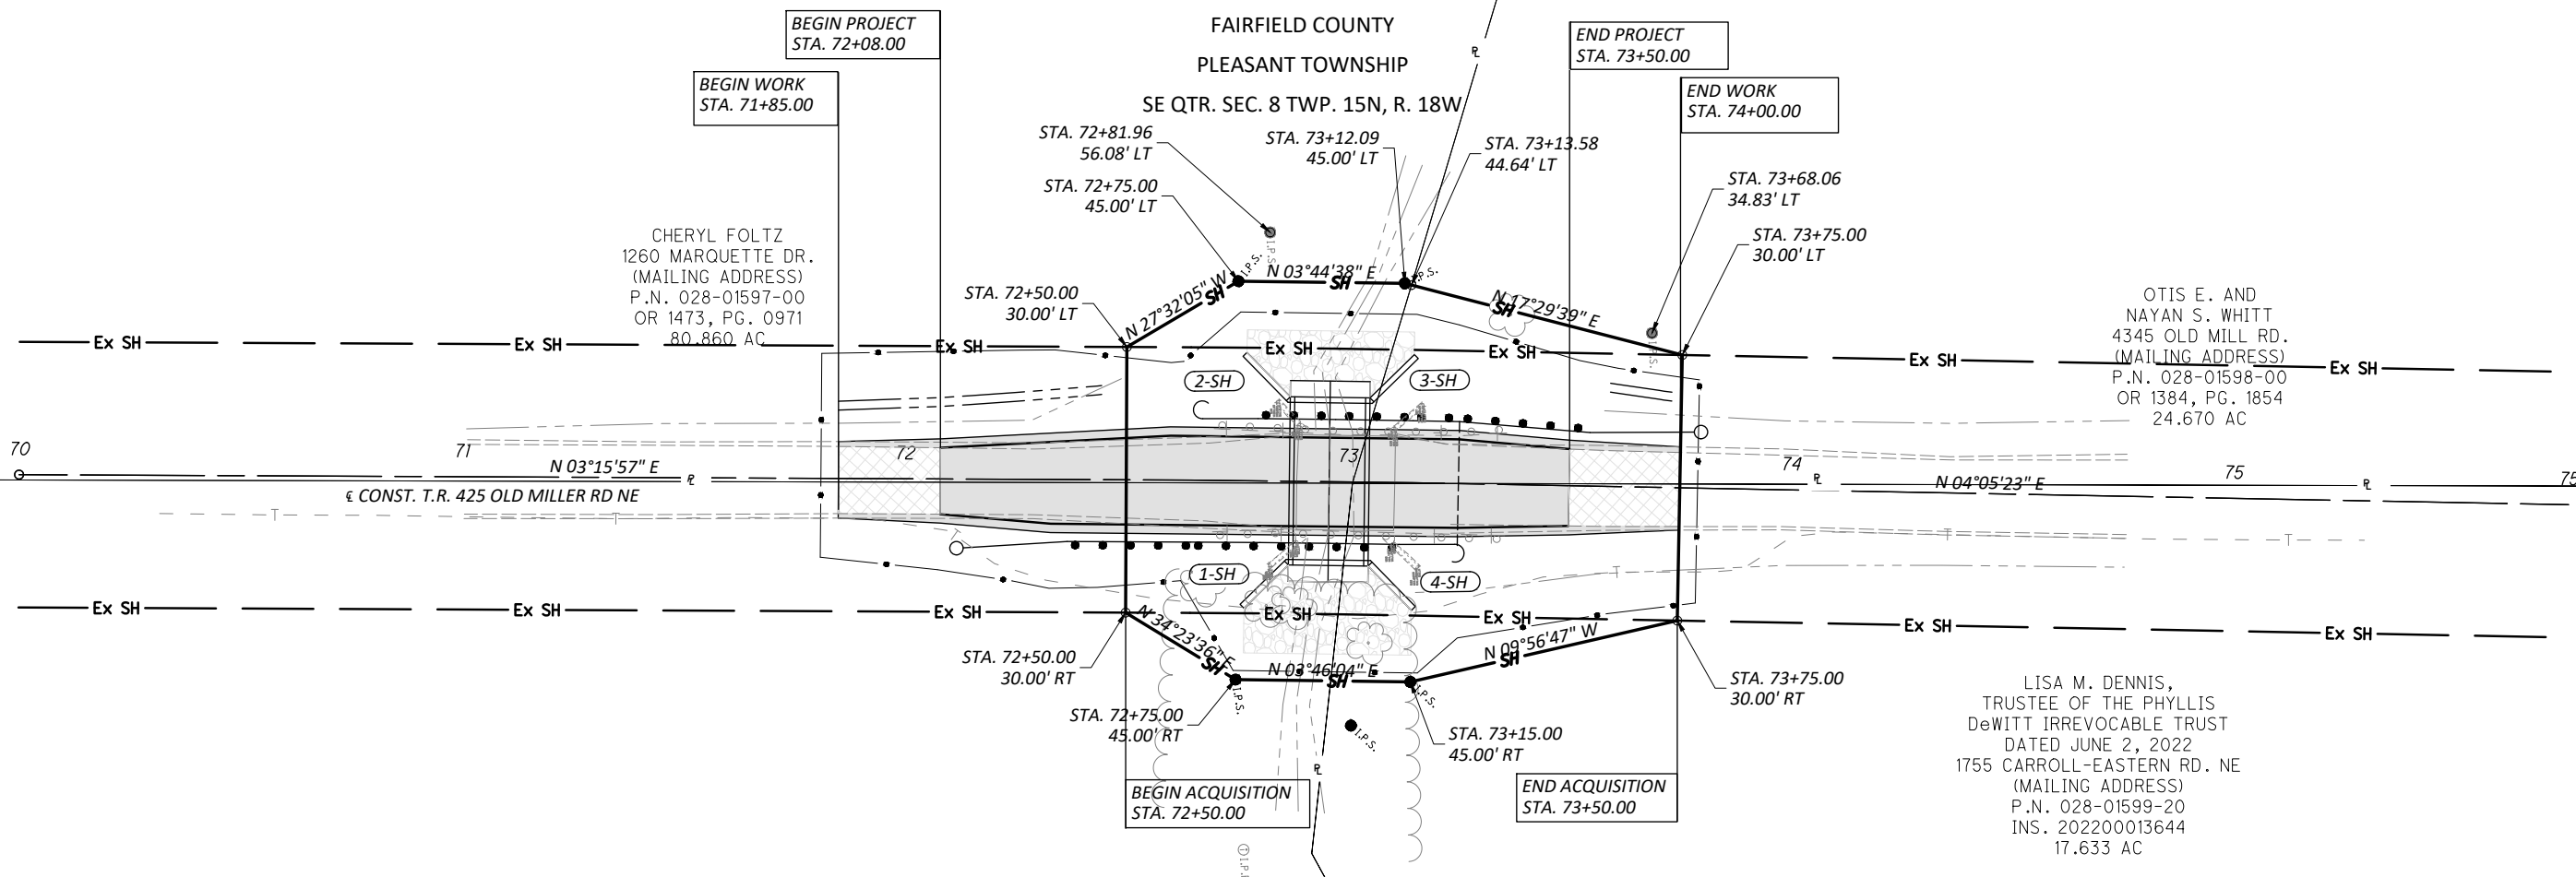 FAIRFIELD COUNTY
PLEASANT TOWNSHIP
SE QTR. SEC. 8 TWP. 15N, R. 18W
BEGIN PROJECT
STA. 72+08.00
BEGIN WORK
STA. 71+85.00
END PROJECT
STA. 73+50.00
END WORK
STA. 74+00.00
STA. 72+81.96
56.08' LT
STA. 73+12.09
45.00' LT
STA. 73+13.58
44.64' LT
STA. 72+75.00
45.00' LT
STA. 73+68.06
34.83' LT
STA. 73+75.00
30.00' LT
STA. 72+50.00
30.00' LT
CHERYL FOLTZ
1260 MARQUETTE DR.
(MAILING ADDRESS)
P.N. 028-01597-00
OR 1473, PG. 0971
80.860 AC
OTIS E. AND
NAYAN S. WHITT
4345 OLD MILL RD.
(MAILING ADDRESS)
P.N. 028-01598-00
OR 1384, PG. 1854
24.670 AC
I.P.S.
I.P.S.
I.P.S.
I.P.S.
N 27°32'05" W
SH
N 03°44'38" E
SH
N 17°29'39" E
SH
Ex SH
Ex SH
Ex SH
Ex SH
Ex SH
Ex SH
Ex SH
2-SH
3-SH
70
71
72
73
74
75
75
N 03°15'57" E
N 04°05'23" E
℄ CONST. T.R. 425 OLD MILLER RD NE
T
T
T
T
T
T
1-SH
4-SH
Ex SH
Ex SH
Ex SH
Ex SH
Ex SH
Ex SH
Ex SH
N 34°23'36" E
SH
N 03°46'04" E
SH
N 09°56'47" W
SH
I.P.S.
I.P.S.
I.P.S.
STA. 72+50.00
30.00' RT
STA. 72+75.00
45.00' RT
STA. 73+15.00
45.00' RT
STA. 73+75.00
30.00' RT
BEGIN ACQUISITION
STA. 72+50.00
END ACQUISITION
STA. 73+50.00
LISA M. DENNIS,
TRUSTEE OF THE PHYLLIS
DeWITT IRREVOCABLE TRUST
DATED JUNE 2, 2022
1755 CARROLL-EASTERN RD. NE
(MAILING ADDRESS)
P.N. 028-01599-20
INS. 202200013644
17.633 AC